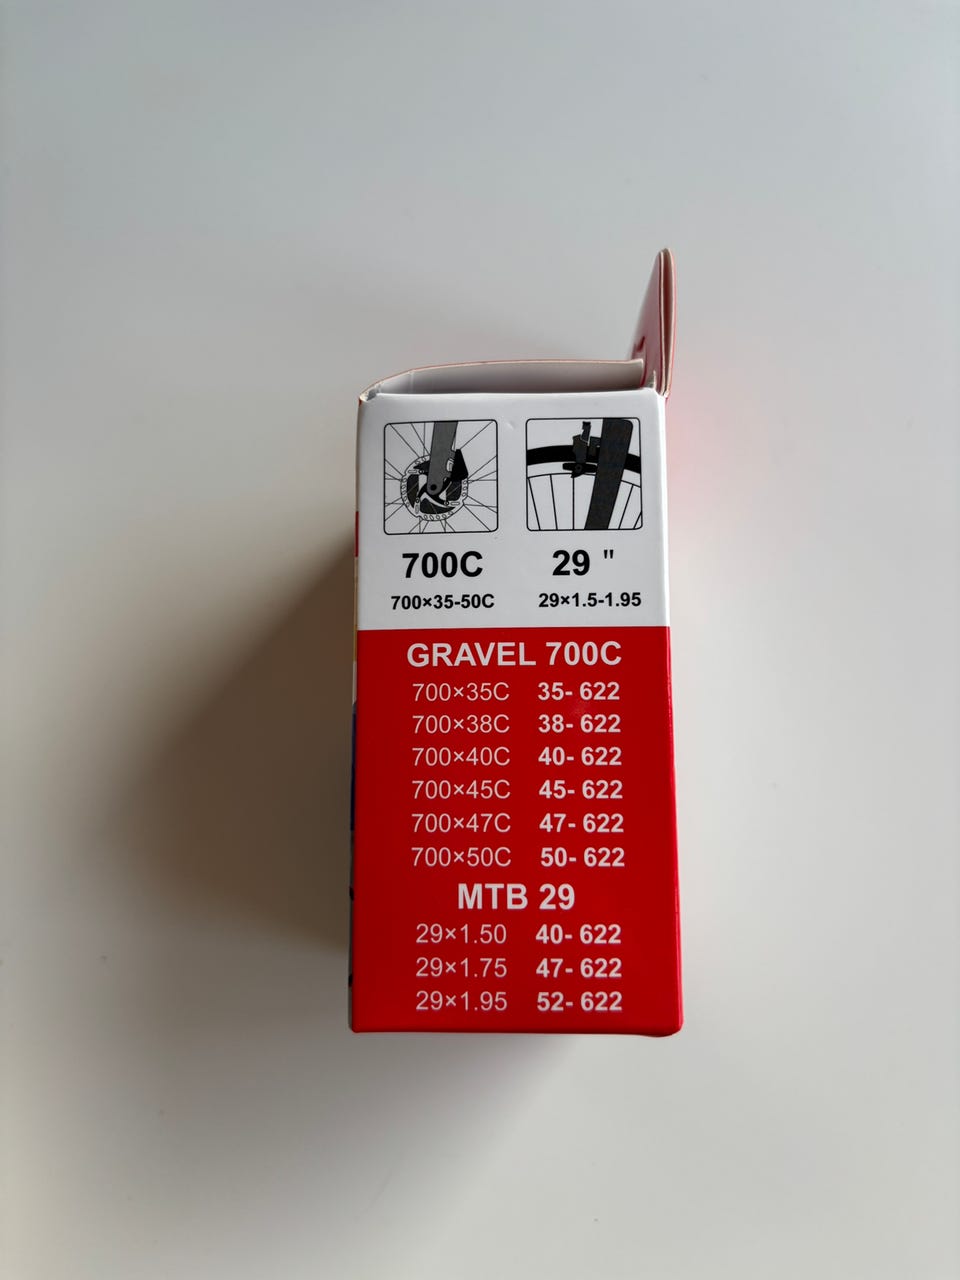 700C 29 "
700×35-50C 29×1.5-1.95
GRAVEL 700C
700×35C 35- 622
700×38C 38- 622
700×40C 40- 622
700×45C 45- 622
700×47C 47- 622
700×50C 50- 622
MTB 29
29×1.50 40- 622
29×1.75 47- 622
29×1.95 52- 622